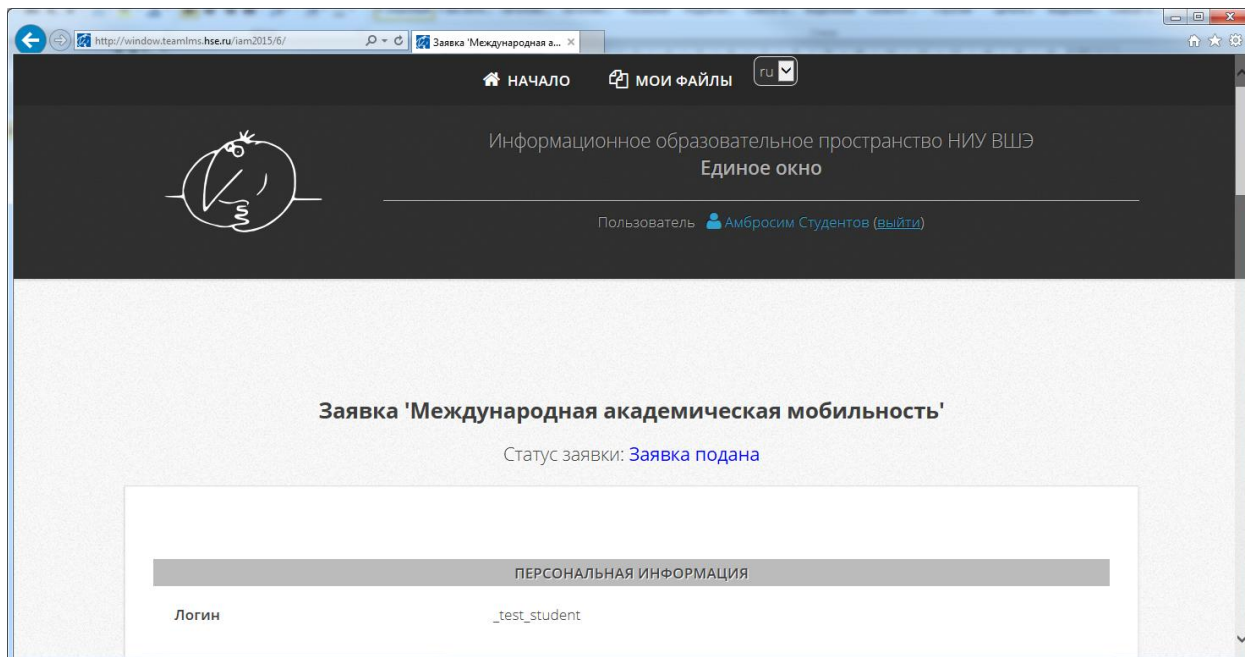 http://window.teamlms.hse.ru/iam2015/6/
Заявка 'Международная а...
НАЧАЛО МОИ ФАЙЛЫ ru
Информационное образовательное пространство НИУ ВШЭ
Единое окно
Пользователь Амбросим Студентов (выйти)
Заявка 'Международная академическая мобильность'
Статус заявки: Заявка подана
ПЕРСОНАЛЬНАЯ ИНФОРМАЦИЯ
Логин _test_student